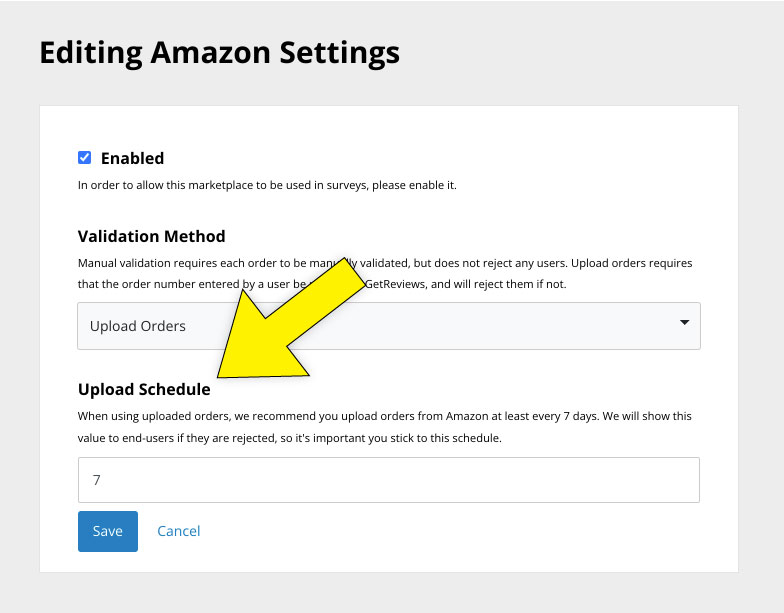 Editing Amazon Settings
Enabled
In order to allow this marketplace to be used in surveys, please enable it.
Validation Method
Manual validation requires each order to be validated, but does not reject any users. Upload orders requires
that the order number entered by a user be GetReviews, and will reject them if not.
Upload Orders
Upload Schedule
When using uploaded orders, we recommend you upload orders from Amazon at least every 7 days. We will show this
value to end-users if they are rejected, so it's important you stick to this schedule.
7
Save Cancel